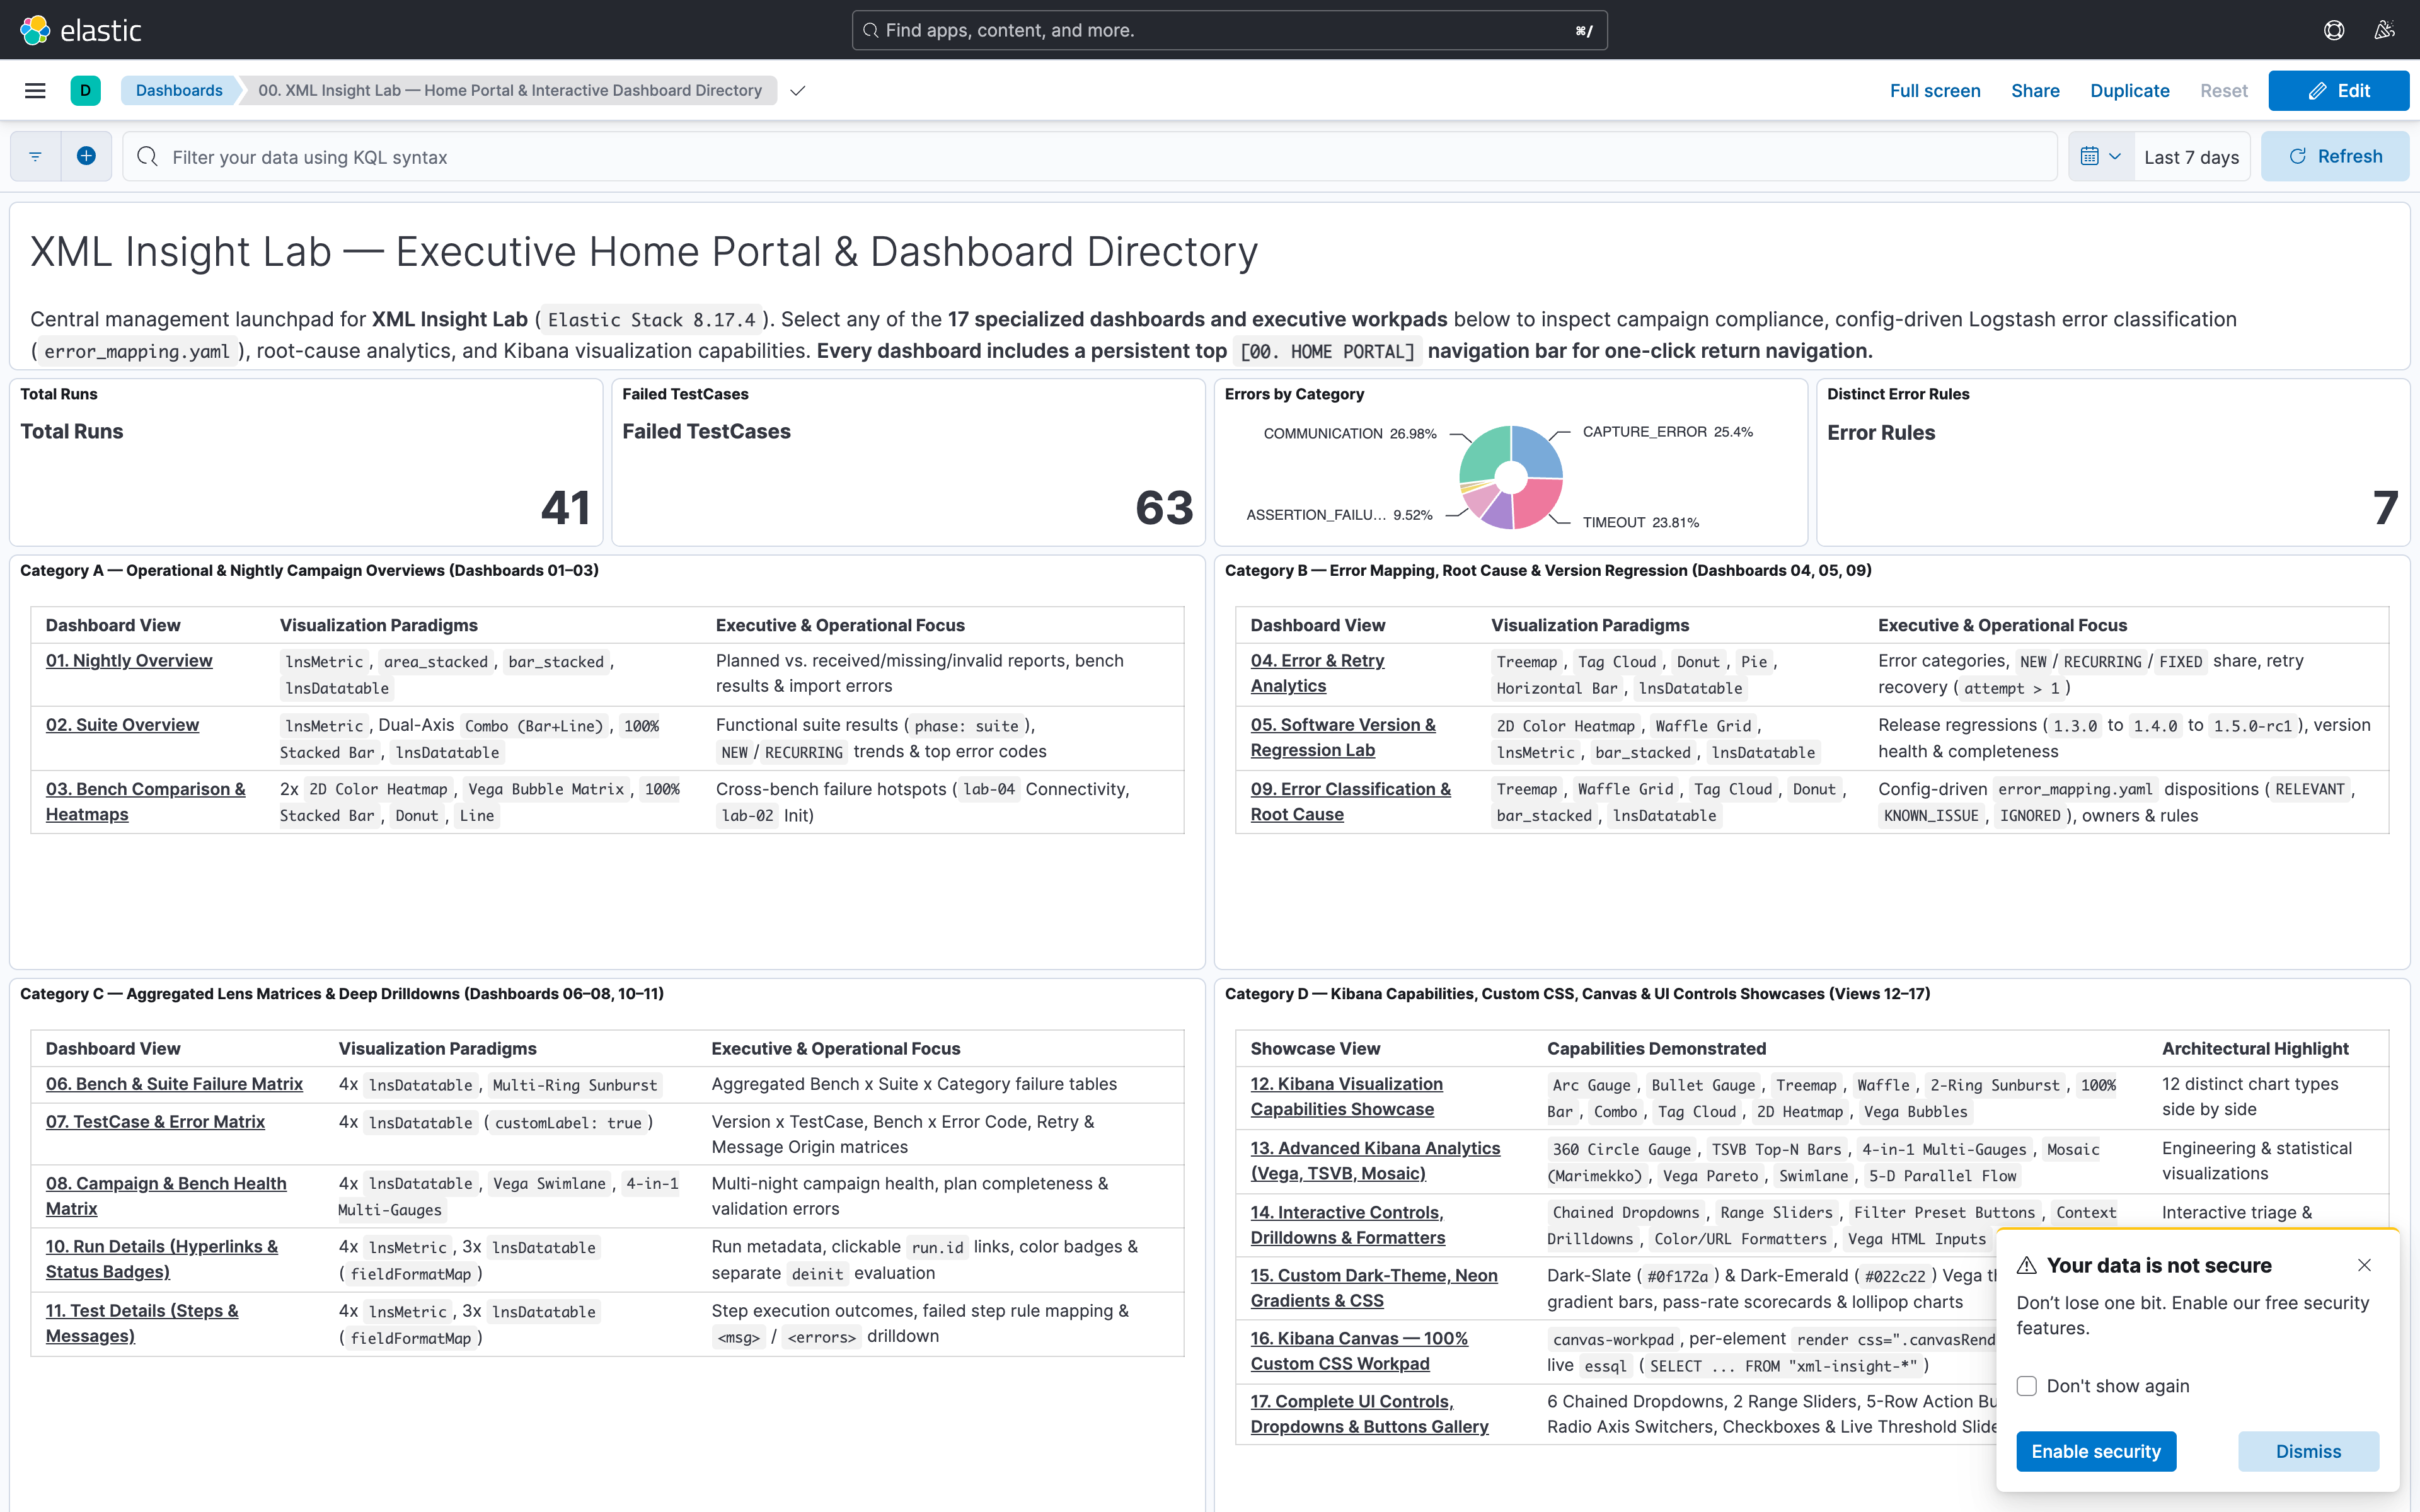 elastic
Find apps, content, and more.
⌘/
D
Dashboards
00. XML Insight Lab — Home Portal & Interactive Dashboard Directory
Full screen
Share
Duplicate
Reset
Edit
Filter your data using KQL syntax
Last 7 days
Refresh
XML Insight Lab — Executive Home Portal & Dashboard Directory
Central management launchpad for XML Insight Lab ( Elastic Stack 8.17.4 ). Select any of the 17 specialized dashboards and executive workpads below to inspect campaign compliance, config-driven Logstash error classification
( error_mapping.yaml ), root-cause analytics, and Kibana visualization capabilities. Every dashboard includes a persistent top [00. HOME PORTAL] navigation bar for one-click return navigation.
Total Runs
Total Runs
41
Failed TestCases
Failed TestCases
63
Errors by Category
COMMUNICATION 26.98%
CAPTURE_ERROR 25.4%
ASSERTION_FAILU... 9.52%
TIMEOUT 23.81%
Distinct Error Rules
Error Rules
7
Category A — Operational & Nightly Campaign Overviews (Dashboards 01–03)
Dashboard View Visualization Paradigms Executive & Operational Focus
01. Nightly Overview lnsMetric , area_stacked , bar_stacked , Planned vs. received/missing/invalid reports, bench
lnsDatatable results & import errors
02. Suite Overview lnsMetric , Dual-Axis Combo (Bar+Line) , 100% Functional suite results ( phase: suite ),
Stacked Bar , lnsDatatable NEW / RECURRING trends & top error codes
03. Bench Comparison & 2x 2D Color Heatmap , Vega Bubble Matrix , 100% Cross-bench failure hotspots ( lab-04 Connectivity,
Heatmaps Stacked Bar , Donut , Line lab-02 Init)
Category B — Error Mapping, Root Cause & Version Regression (Dashboards 04, 05, 09)
Dashboard View Visualization Paradigms Executive & Operational Focus
04. Error & Retry Treemap , Tag Cloud , Donut , Pie , Error categories, NEW / RECURRING / FIXED share, retry
Analytics Horizontal Bar , lnsDatatable recovery ( attempt > 1 )
05. Software Version & 2D Color Heatmap , Waffle Grid , Release regressions ( 1.3.0 to 1.4.0 to 1.5.0-rc1 ), version
Regression Lab lnsMetric , bar_stacked , lnsDatatable health & completeness
09. Error Classification & Treemap , Waffle Grid , Tag Cloud , Donut , Config-driven error_mapping.yaml dispositions ( RELEVANT ,
Root Cause bar_stacked , lnsDatatable KNOWN_ISSUE , IGNORED ), owners & rules
Category C — Aggregated Lens Matrices & Deep Drilldowns (Dashboards 06–08, 10–11)
Dashboard View Visualization Paradigms Executive & Operational Focus
06. Bench & Suite Failure Matrix 4x lnsDatatable , Multi-Ring Sunburst Aggregated Bench x Suite x Category failure tables
07. TestCase & Error Matrix 4x lnsDatatable ( customLabel: true ) Version x TestCase, Bench x Error Code, Retry &
Message Origin matrices
08. Campaign & Bench Health 4x lnsDatatable , Vega Swimlane , 4-in-1 Multi-night campaign health, plan completeness &
Matrix Multi-Gauges validation errors
10. Run Details (Hyperlinks & 4x lnsMetric , 3x lnsDatatable Run metadata, clickable run.id links, color badges &
Status Badges) ( fieldFormatMap ) separate deinit evaluation
11. Test Details (Steps & 4x lnsMetric , 3x lnsDatatable Step execution outcomes, failed step rule mapping &
Messages) ( fieldFormatMap ) <msg> / <errors> drilldown
Category D — Kibana Capabilities, Custom CSS, Canvas & UI Controls Showcases (Views 12–17)
Showcase View Capabilities Demonstrated Architectural Highlight
12. Kibana Visualization Arc Gauge , Bullet Gauge , Treemap , Waffle , 2-Ring Sunburst , 100% 12 distinct chart types
Capabilities Showcase Bar , Combo , Tag Cloud , 2D Heatmap , Vega Bubbles side by side
13. Advanced Kibana Analytics 360 Circle Gauge , TSVB Top-N Bars , 4-in-1 Multi-Gauges , Mosaic Engineering & statistical
(Vega, TSVB, Mosaic) (Marimekko) , Vega Pareto , Swimlane , 5-D Parallel Flow visualizations
14. Interactive Controls, Chained Dropdowns , Range Sliders , Filter Preset Buttons , Context Interactive triage &
Drilldowns & Formatters Drilldowns , Color/URL Formatters , Vega HTML Inputs
15. Custom Dark-Theme, Neon Dark-Slate ( #0f172a ) & Dark-Emerald ( #022c22 ) Vega
Gradients & CSS gradient bars, pass-rate scorecards & lollipop charts
16. Kibana Canvas — 100% canvas-workpad , per-element render css=".canvasRend
Custom CSS Workpad live essql ( SELECT ... FROM "xml-insight-*" )
17. Complete UI Controls, 6 Chained Dropdowns, 2 Range Sliders, 5-Row Action Bu
Dropdowns & Buttons Gallery Radio Axis Switchers, Checkboxes & Live Threshold Slide
Your data is not secure
Don’t lose one bit. Enable our free security
features.
Don't show again
Enable security
Dismiss